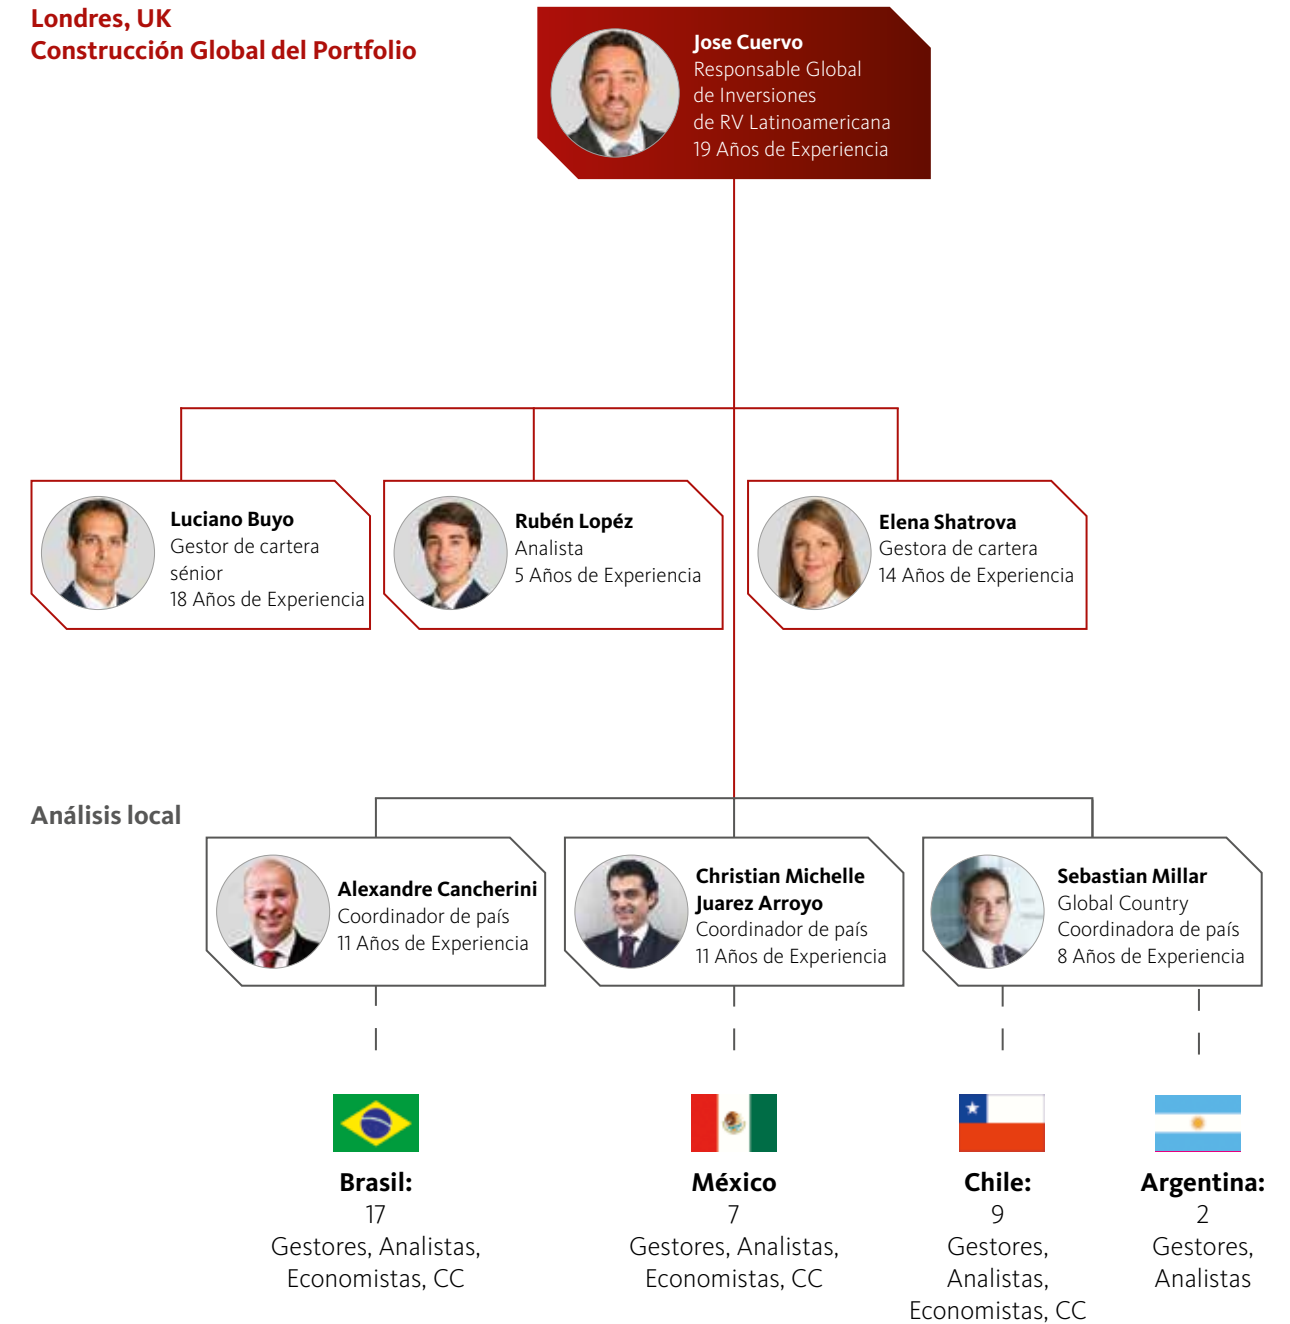 Londres, UK
Construcción Global del Portfolio
Jose Cuervo
Responsable Global
de Inversiones
de RV Latinoamericana
19 Años de Experiencia
Luciano Buyo
Gestor de cartera
sénior
18 Años de Experiencia
Rubén Lopéz
Analista
5 Años de Experiencia
Elena Shatrova
Gestora de cartera
14 Años de Experiencia
Análisis local
Alexandre Cancherini
Coordinador de país
11 Años de Experiencia
Christian Michelle
Juarez Arroyo
Coordinador de país
11 Años de Experiencia
Sebastian Millar
Global Country
Coordinadora de país
8 Años de Experiencia
Brasil:
17
Gestores, Analistas,
Economistas, CC
México
7
Gestores, Analistas,
Economistas, CC
Chile:
9
Gestores,
Analistas,
Economistas, CC
Argentina:
2
Gestores,
Analistas